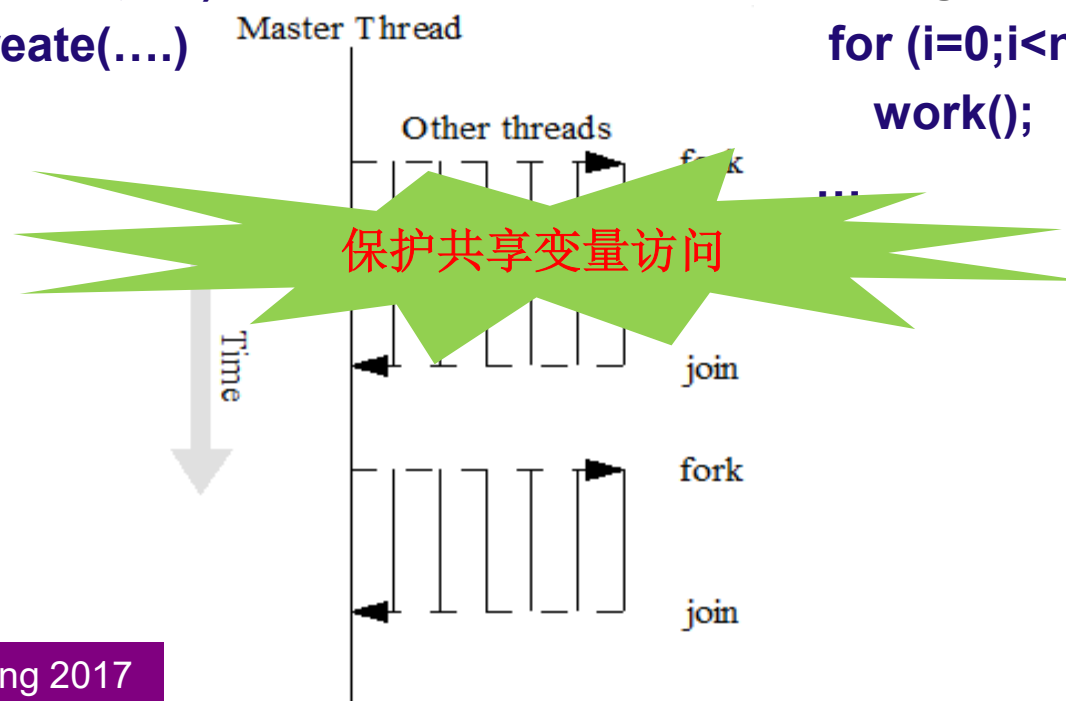 Master Thread
eate(….)
for (i=0;i<n
work();
Other threads
fork
…
保护共享变量访问
Time
join
fork
join
ng 2017